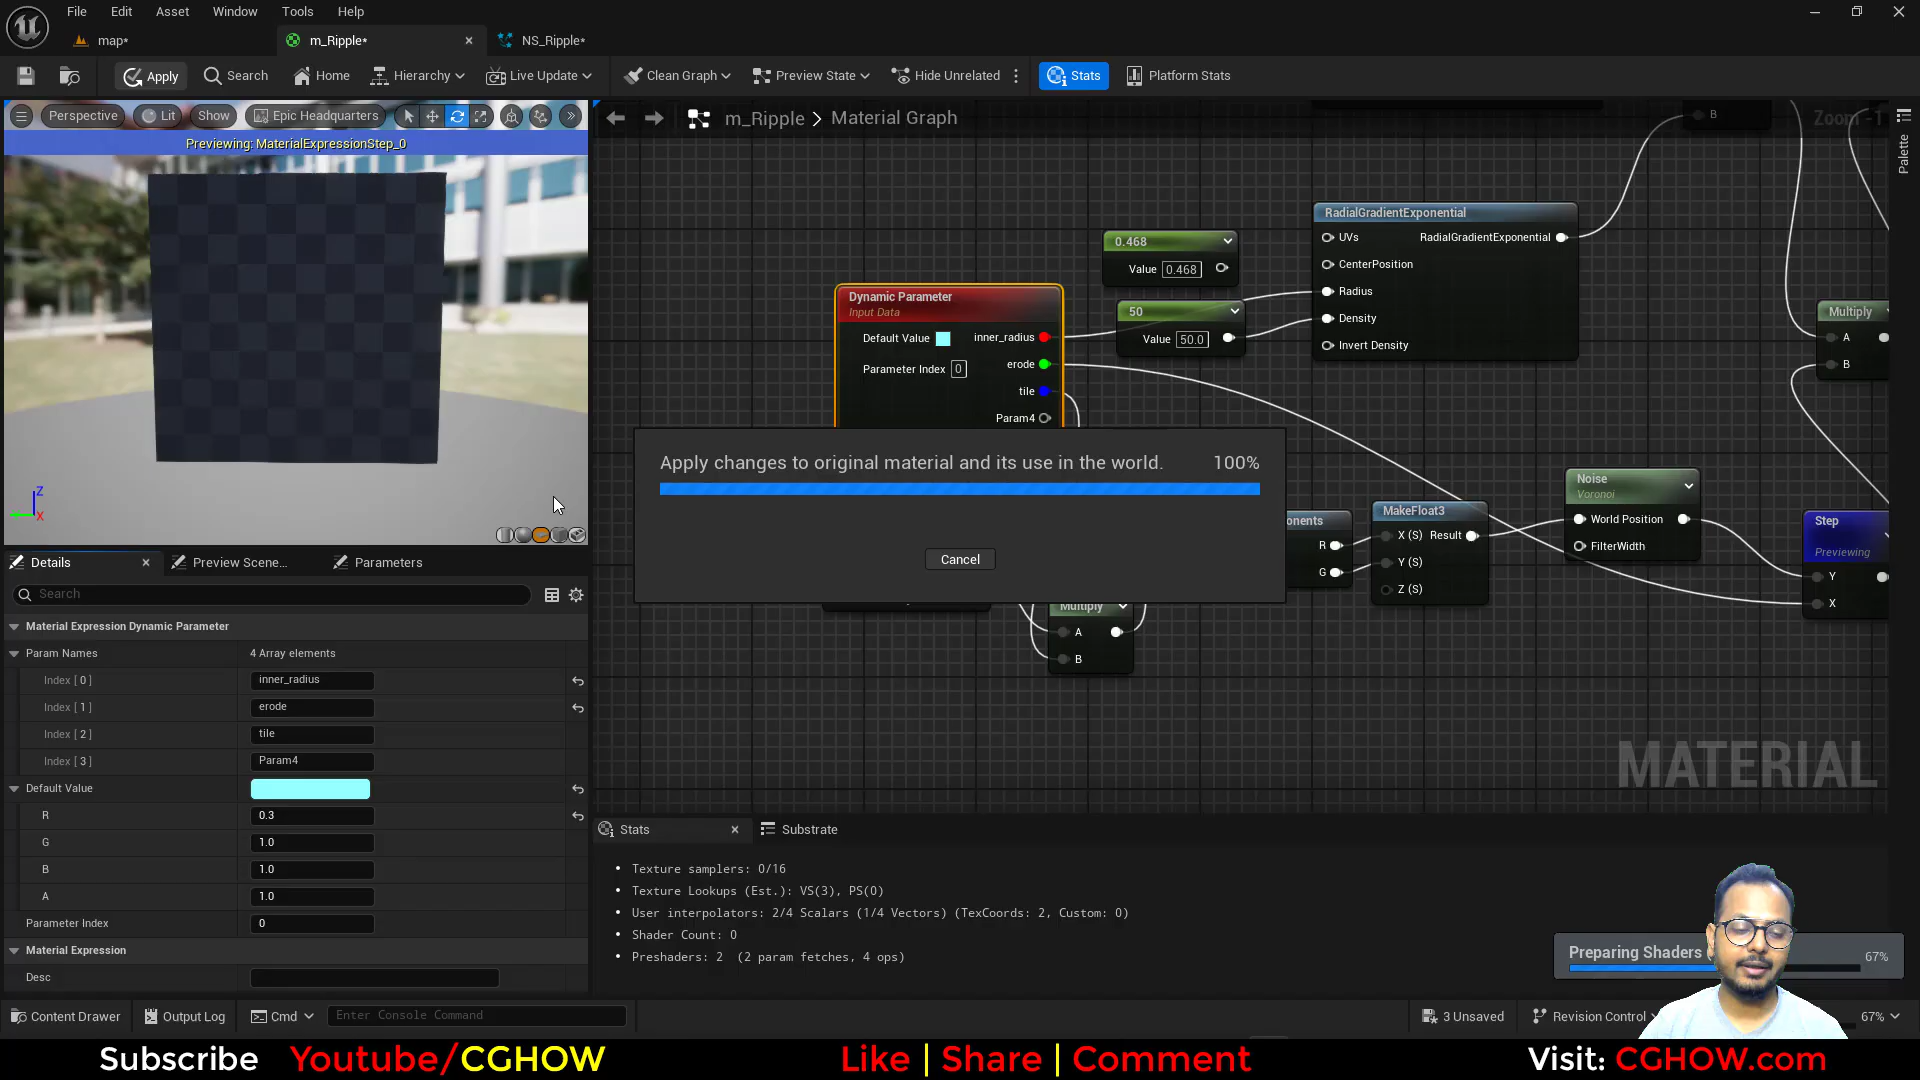 File Edit Asset Window Tools Help
map* m_Ripple* NS_Ripple*
Apply Search Home Hierarchy Live Update Clean Graph Preview State Hide Unrelated Stats Platform Stats
Perspective Lit Show Epic Headquarters
Previewing: MaterialExpressionStep_0
m_Ripple > Material Graph
Zoom -1
Palette
B
RadialGradientExponential
UVs RadialGradientExponential
CenterPosition
Radius
Density
Invert Density
0.468
Value 0.468
50
Value 50.0
Dynamic Parameter
Input Data
Default Value inner_radius
Parameter Index 0 erode
tile
Param4
Multiply
A
B
Apply changes to original material and its use in the world. 100%
Cancel
onents
R
G
MakeFloat3
X (S) Result
Y (S)
Z (S)
Noise
Voronoi
World Position
FilterWidth
Step
Previewing
Y
X
Multiply
A
B
MATERIAL
Z
X
Details Preview Scene... Parameters
Search
Material Expression Dynamic Parameter
Param Names 4 Array elements
Index [ 0 ] inner_radius
Index [ 1 ] erode
Index [ 2 ] tile
Index [ 3 ] Param4
Default Value
R 0.3
G 1.0
B 1.0
A 1.0
Parameter Index 0
Material Expression
Desc
Stats Substrate
Texture samplers: 0/16
Texture Lookups (Est.): VS(3), PS(0)
User interpolators: 2/4 Scalars (1/4 Vectors) (TexCoords: 2, Custom: 0)
Shader Count: 0
Preshaders: 2 (2 param fetches, 4 ops)
Preparing Shaders 67%
Content Drawer Output Log Cmd Enter Console Command 3 Unsaved Revision Control 67%
Subscribe Youtube/CGHOW Like | Share | Comment Visit: CGHOW.com